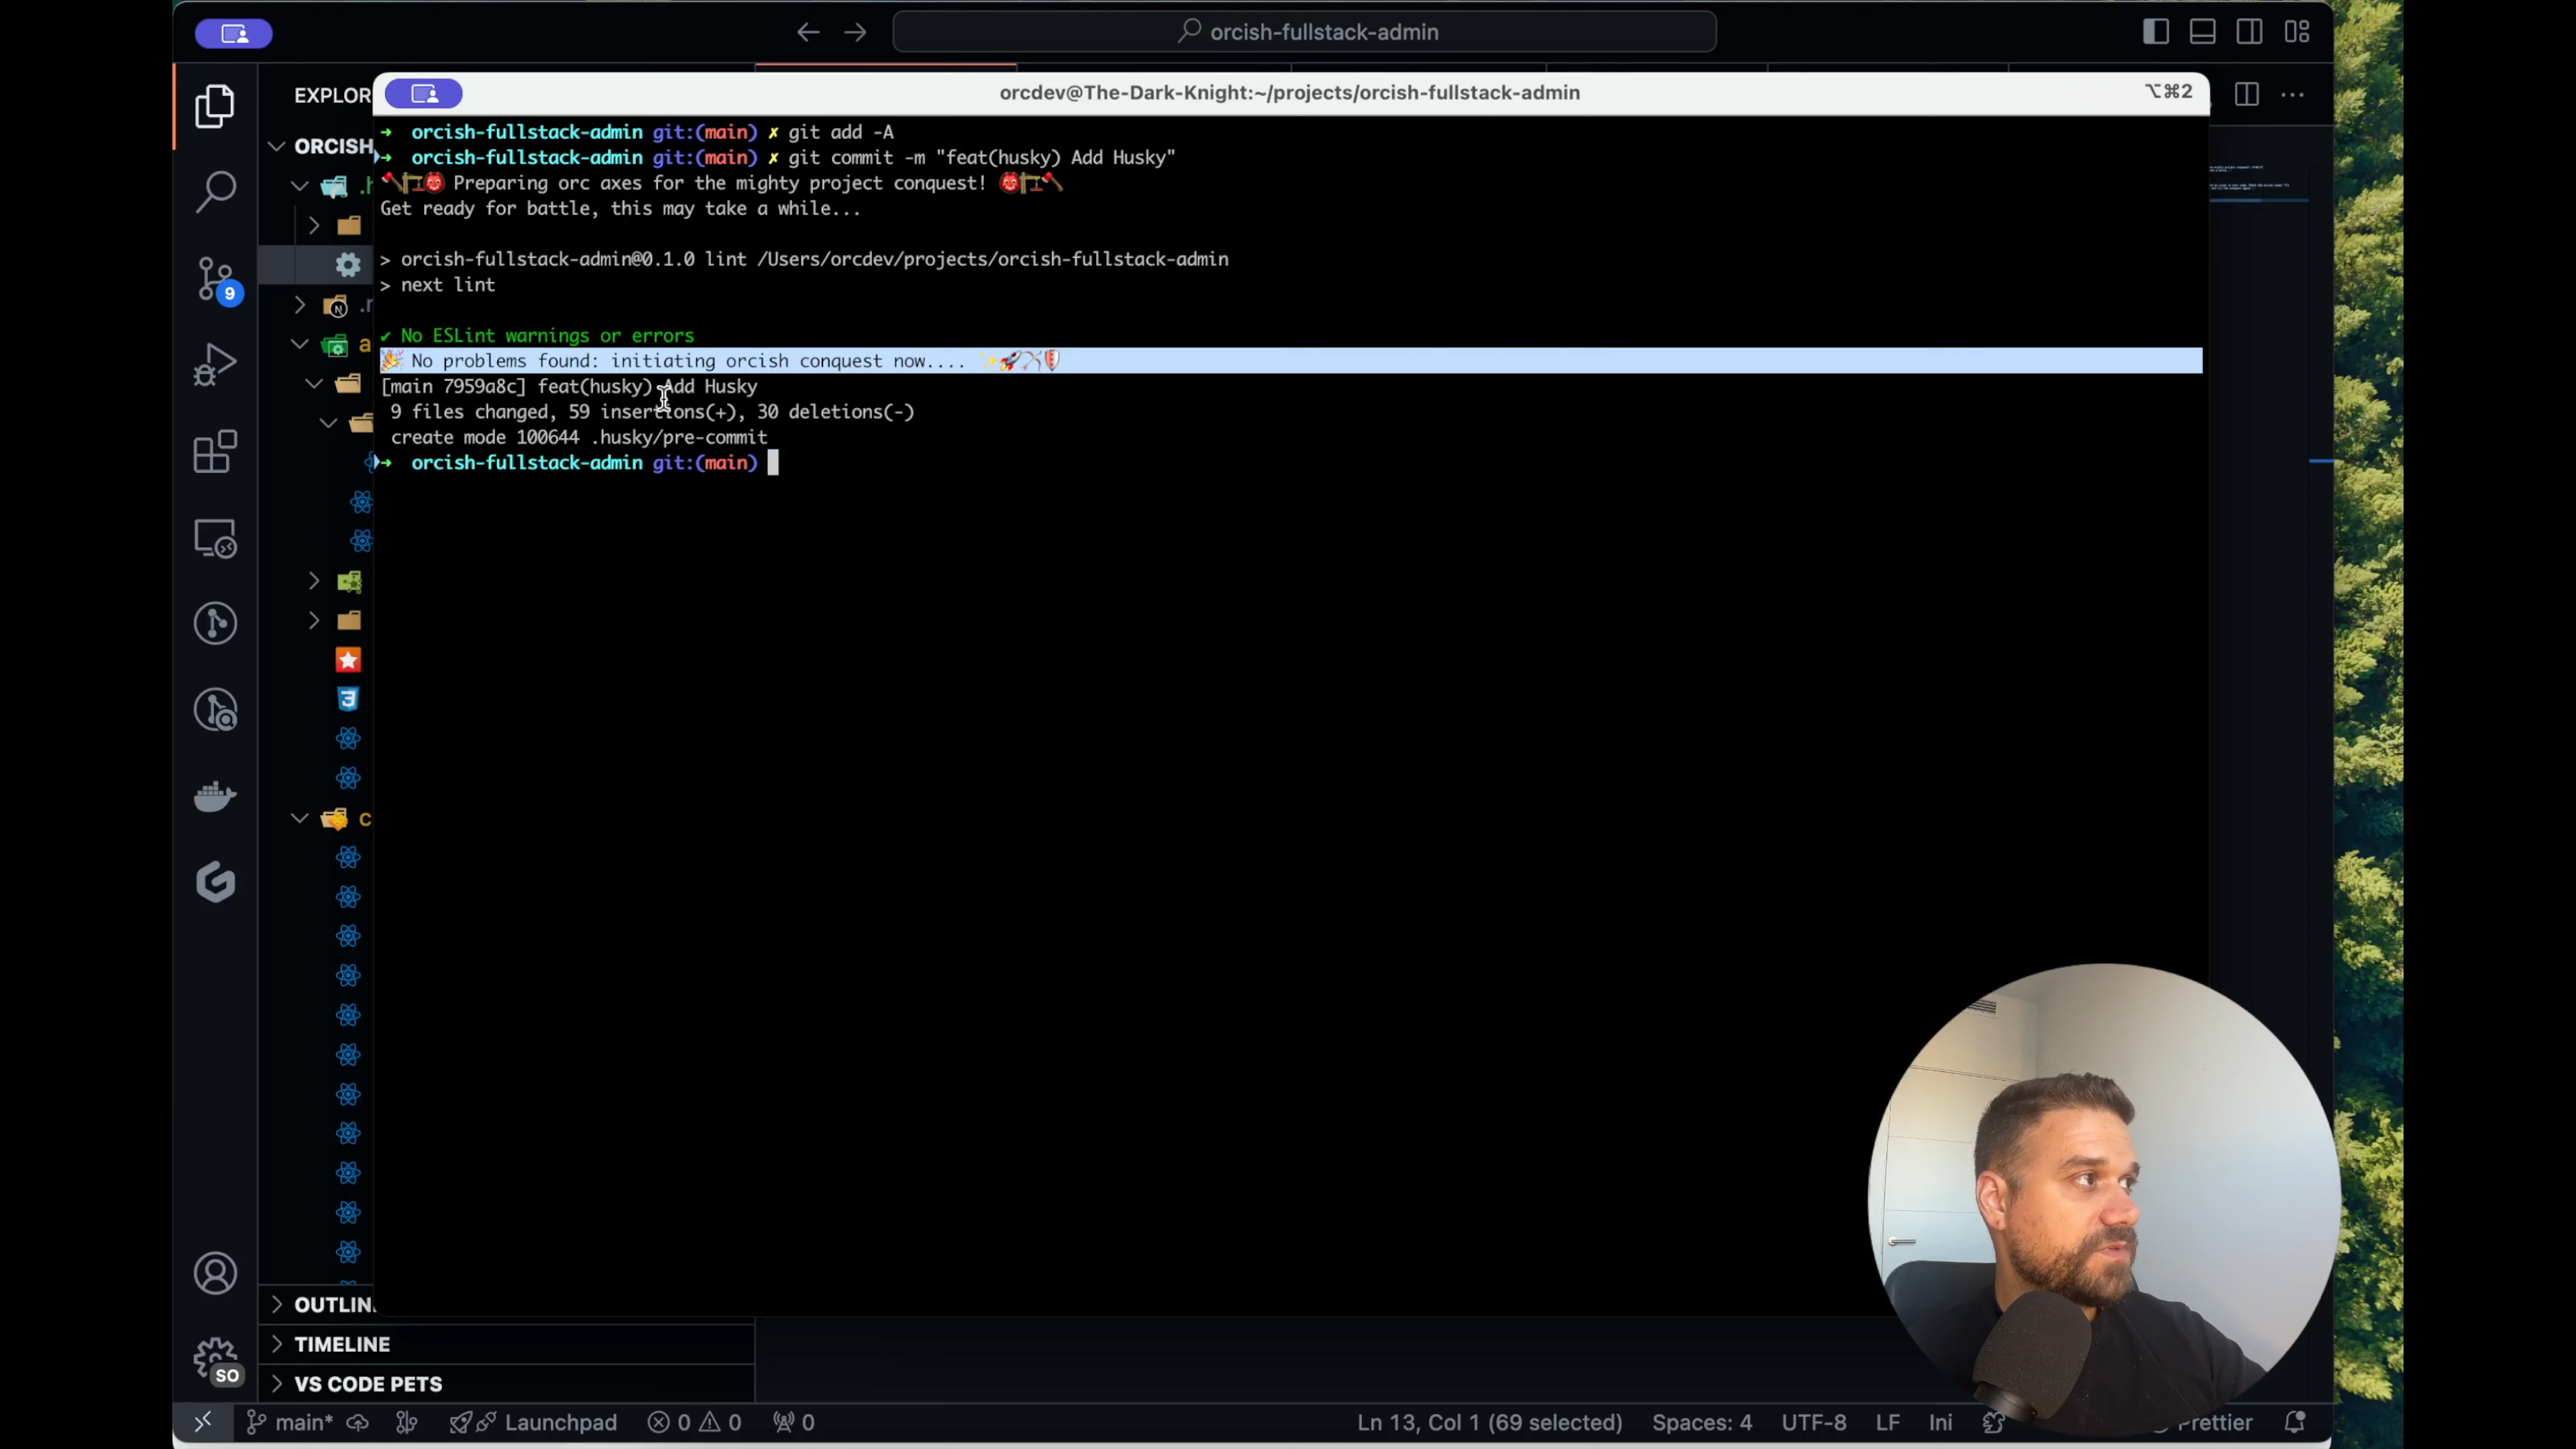 orcish-fullstack-admin
EXPLOR
orcdev@The-Dark-Knight:~/projects/orcish-fullstack-admin
⌥⌘2
ORCISH
➜ orcish-fullstack-admin git:(main) ✗ git add -A
➜ orcish-fullstack-admin git:(main) ✗ git commit -m "feat(husky) Add Husky"
🪓🏗️👹 Preparing orc axes for the mighty project conquest! 👹🏗️🪓
Get ready for battle, this may take a while...
> orcish-fullstack-admin@0.1.0 lint /Users/orcdev/projects/orcish-fullstack-admin
> next lint
✔ No ESLint warnings or errors
🎉 No problems found: initiating orcish conquest now.... ✨🚀🏹🛡️
[main 7959a8c] feat(husky) Add Husky
9 files changed, 59 insertions(+), 30 deletions(-)
create mode 100644 .husky/pre-commit
➜ orcish-fullstack-admin git:(main)
9
a
c
OUTLIN
TIMELINE
VS CODE PETS
SO
main*
Launchpad
0
0
0
Ln 13, Col 1 (69 selected)
Spaces: 4
UTF-8
LF
Ini
Prettier